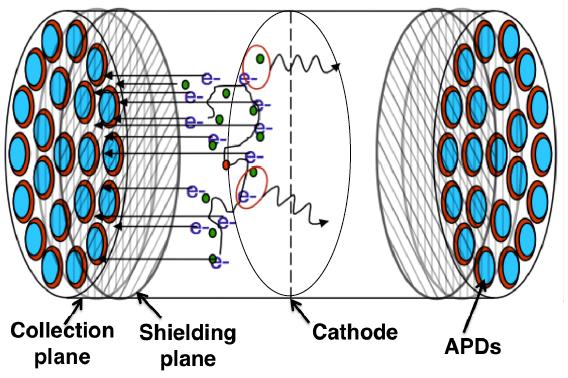 e- e-
e- e-
e- e-
e-
e-
e- e-
e-
e-
e-
Collection
plane
Shielding
plane
Cathode
APDs